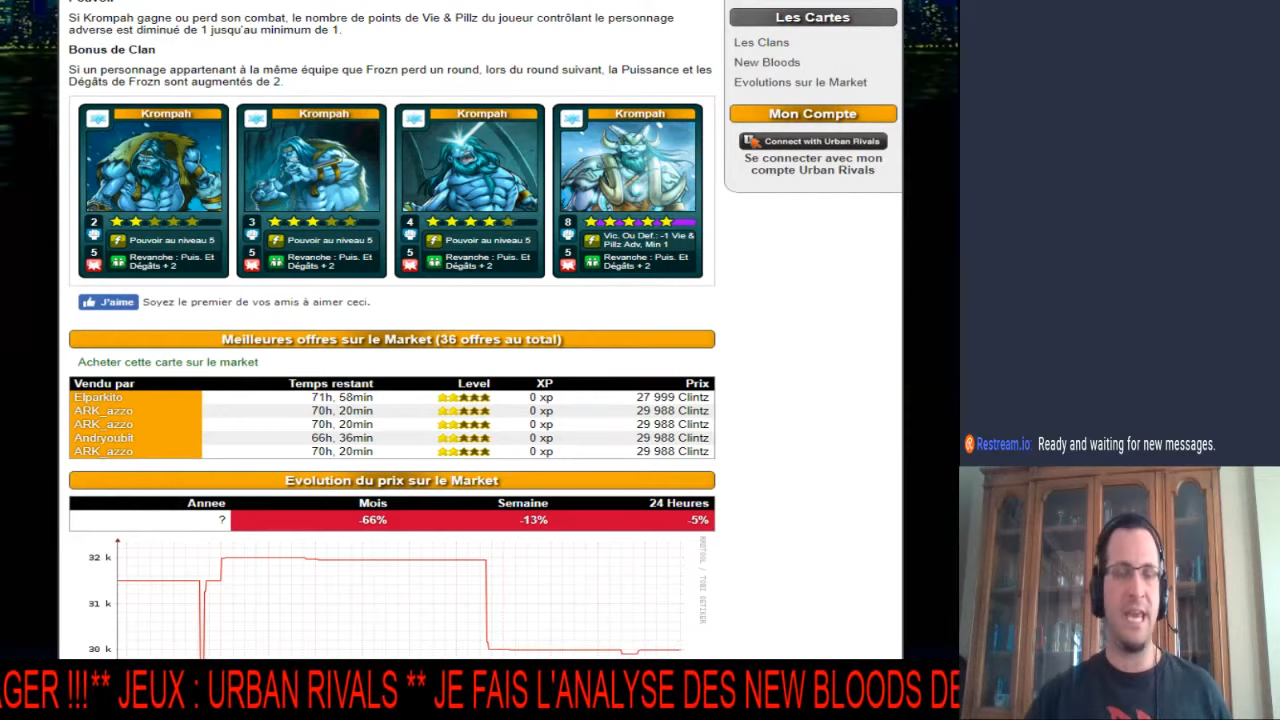 Si Krompah gagne ou perd son combat, le nombre de points de Vie & Pillz du joueur contrôlant le personnage
adverse est diminué de 1 jusqu'au minimum de 1.
Bonus de Clan
Si un personnage appartenant à la même équipe que Frozn perd un round, lors du round suivant, la Puissance et les
Dégâts de Frozn sont augmentés de 2.
Krompah
2
5
Pouvoir au niveau 5
Revanche : Puis. Et
Dégâts + 2
Krompah
3
5
Pouvoir au niveau 5
Revanche : Puis. Et
Dégâts + 2
Krompah
4
5
Pouvoir au niveau 5
Revanche : Puis. Et
Dégâts + 2
Krompah
8
5
Vic. Ou Def.: -1 Vie &
Pillz Adv, Min 1
Revanche : Puis. Et
Dégâts + 2
J'aime Soyez le premier de vos amis à aimer ceci.
Meilleures offres sur le Market (36 offres au total)
Acheter cette carte sur le market
Vendu par Temps restant Level XP Prix
Elparkito 71h, 58min 0 xp 27 999 Clintz
ARK_azzo 70h, 20min 0 xp 29 988 Clintz
ARK_azzo 70h, 20min 0 xp 29 988 Clintz
Andryoubit 66h, 36min 0 xp 29 988 Clintz
ARK_azzo 70h, 20min 0 xp 29 988 Clintz
Evolution du prix sur le Market
Annee Mois Semaine 24 Heures
? -66% -13% -5%
32 k
31 k
30 k
RRDTOOL / TOBI OETIKER
Les Cartes
Les Clans
New Bloods
Evolutions sur le Market
Mon Compte
Connect with Urban Rivals
Se connecter avec mon
compte Urban Rivals
Restream.io Ready and waiting for new messages.
AGER !!!** JEUX : URBAN RIVALS ** JE FAIS L'ANALYSE DES NEW BLOODS DE